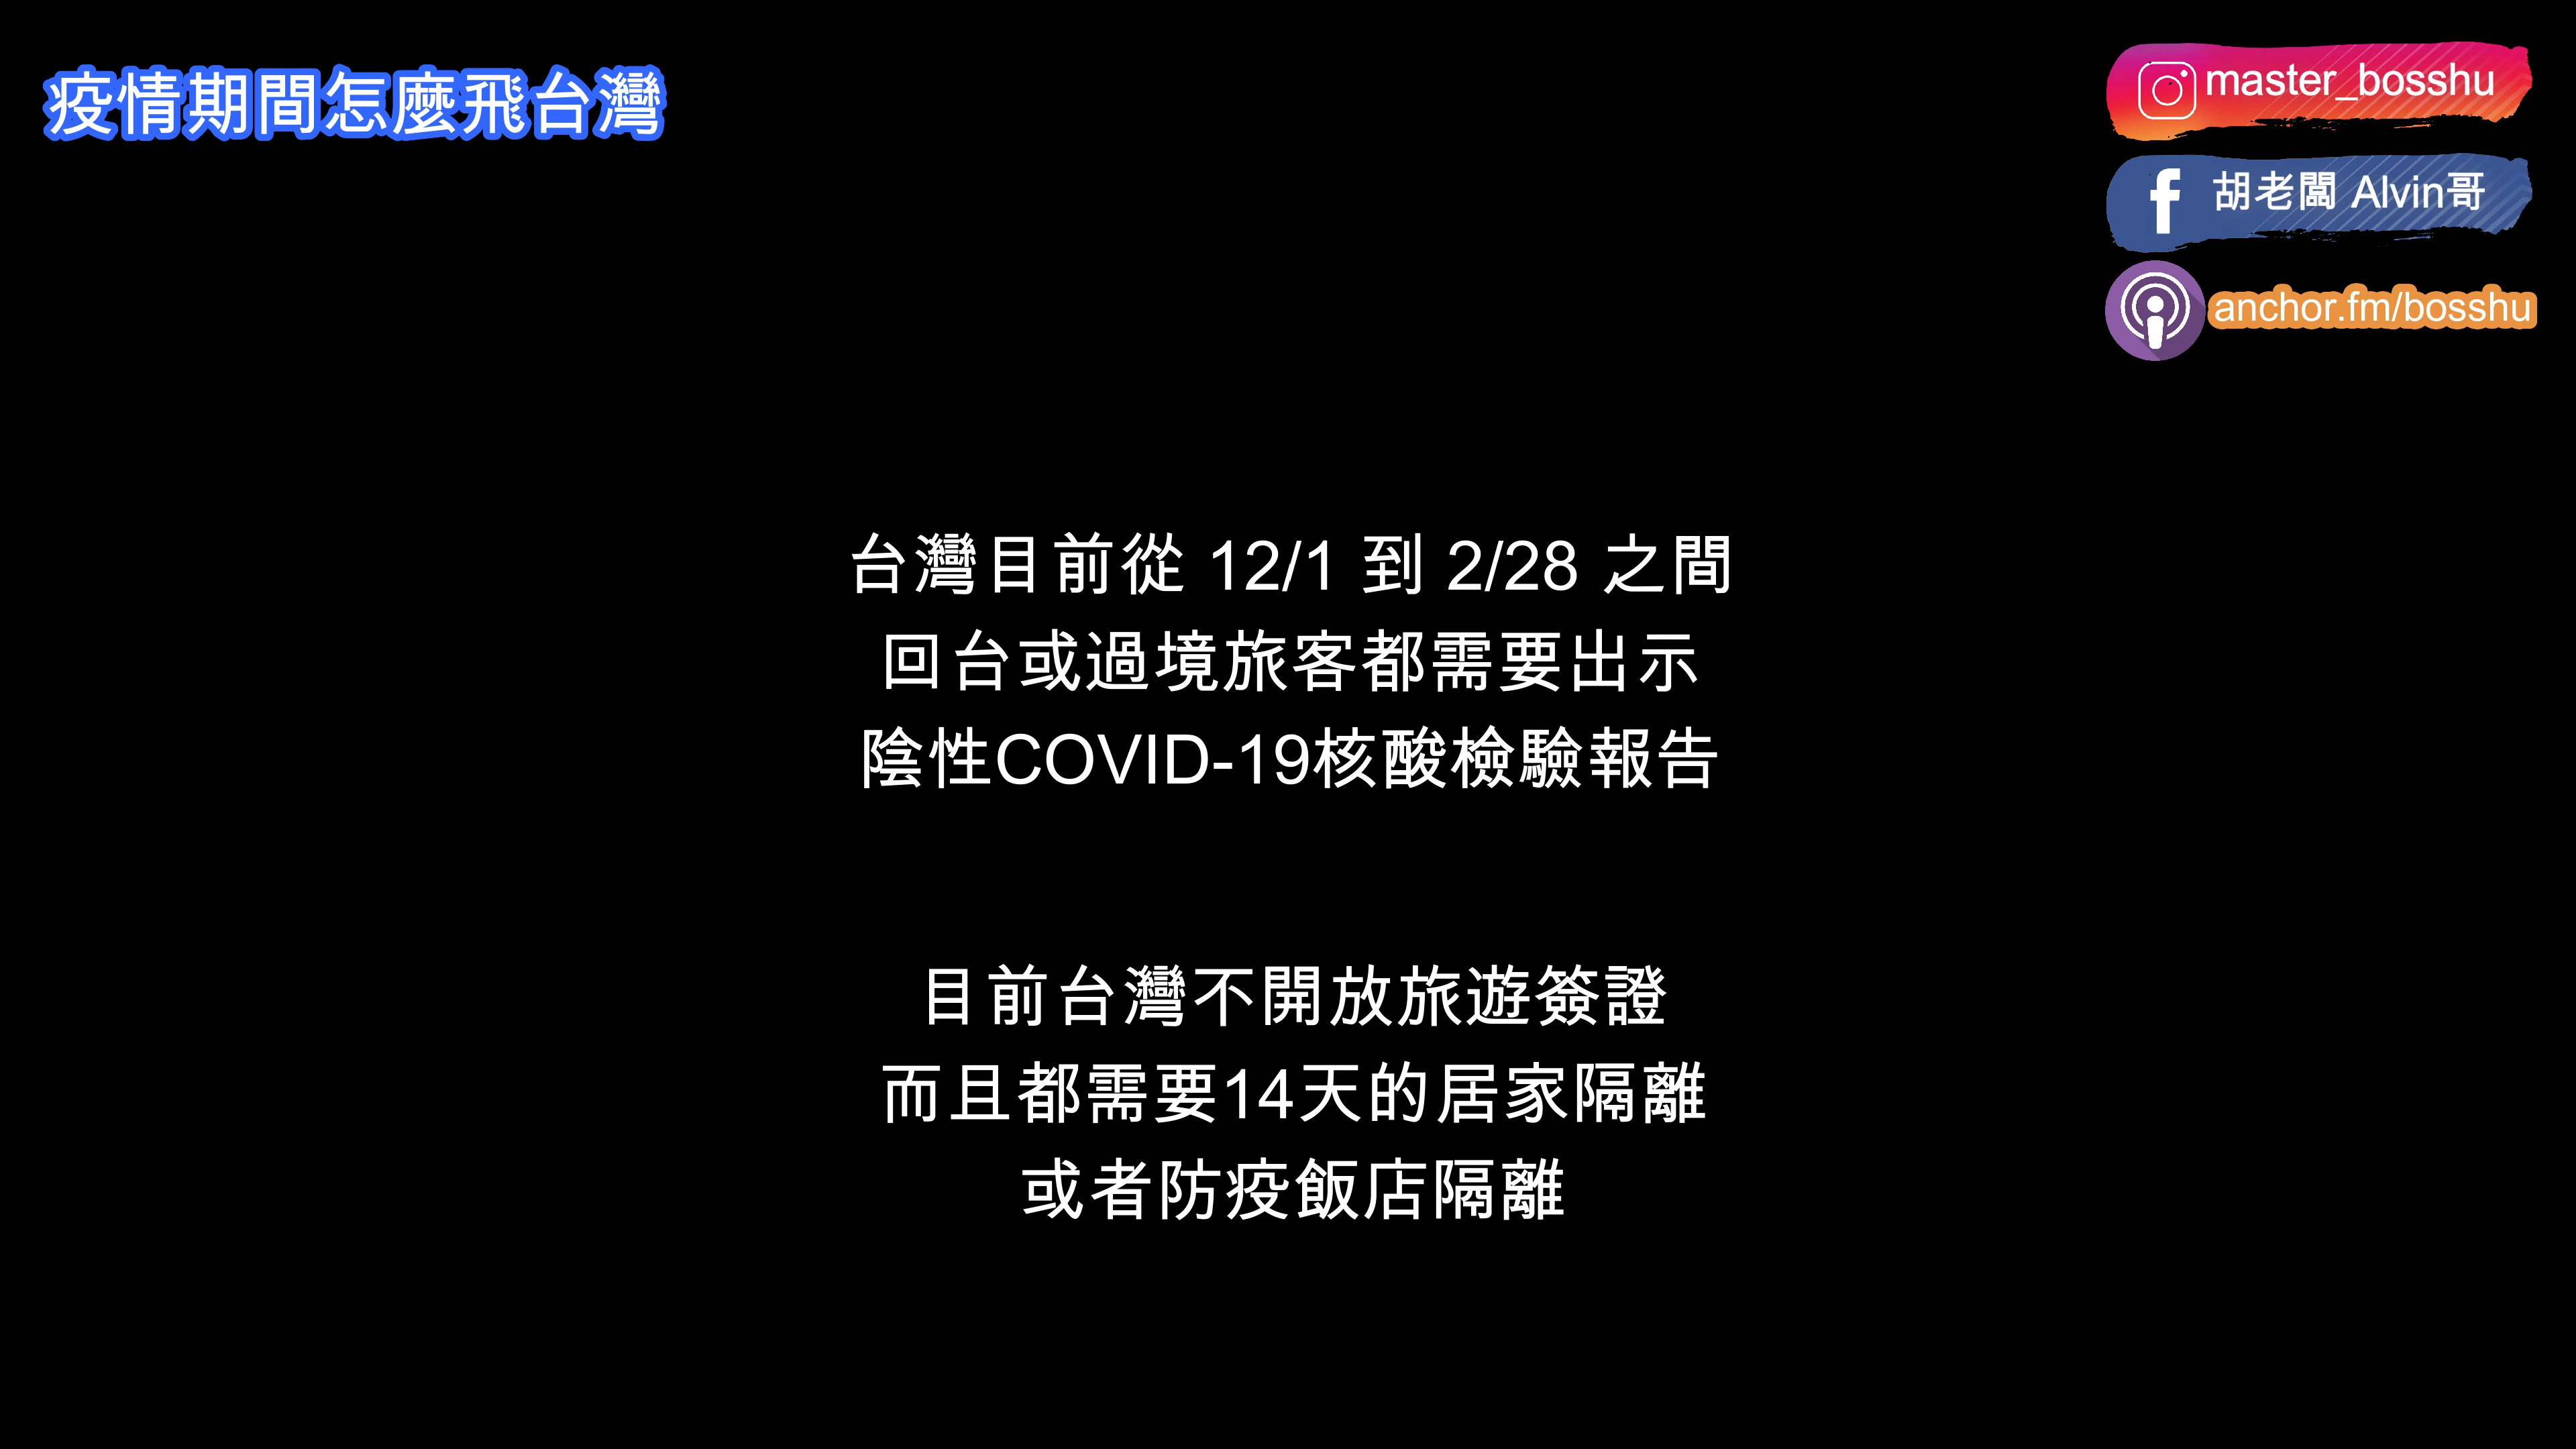 疫情期間怎麼飛台灣
master_bosshu
胡老闆 Alvin哥
anchor.fm/bosshu
台灣目前從 12/1 到 2/28 之間
回台或過境旅客都需要出示
陰性COVID-19核酸檢驗報告
目前台灣不開放旅遊簽證
而且都需要14天的居家隔離
或者防疫飯店隔離